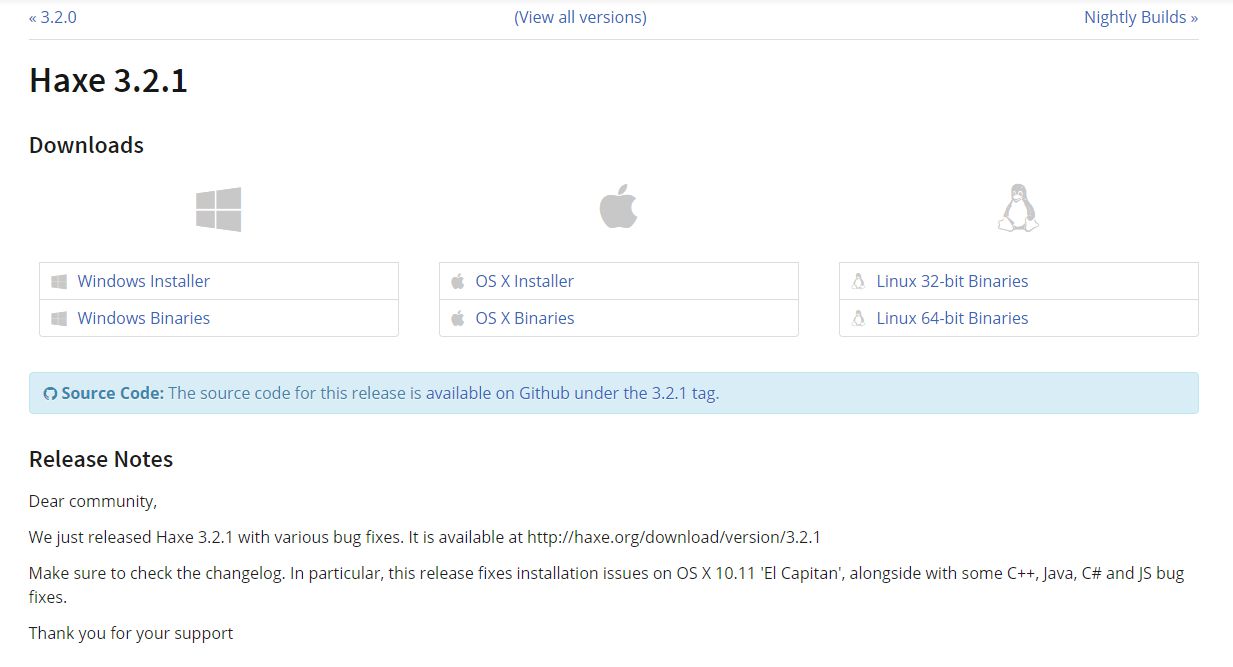 « 3.2.0 (View all versions) Nightly Builds »
Haxe 3.2.1
Downloads
Windows Installer OS X Installer Linux 32-bit Binaries
Windows Binaries OS X Binaries Linux 64-bit Binaries
Source Code: The source code for this release is available on Github under the 3.2.1 tag.
Release Notes
Dear community,
We just released Haxe 3.2.1 with various bug fixes. It is available at http://haxe.org/download/version/3.2.1
Make sure to check the changelog. In particular, this release fixes installation issues on OS X 10.11 'El Capitan', alongside with some C++, Java, C# and JS bug
fixes.
Thank you for your support